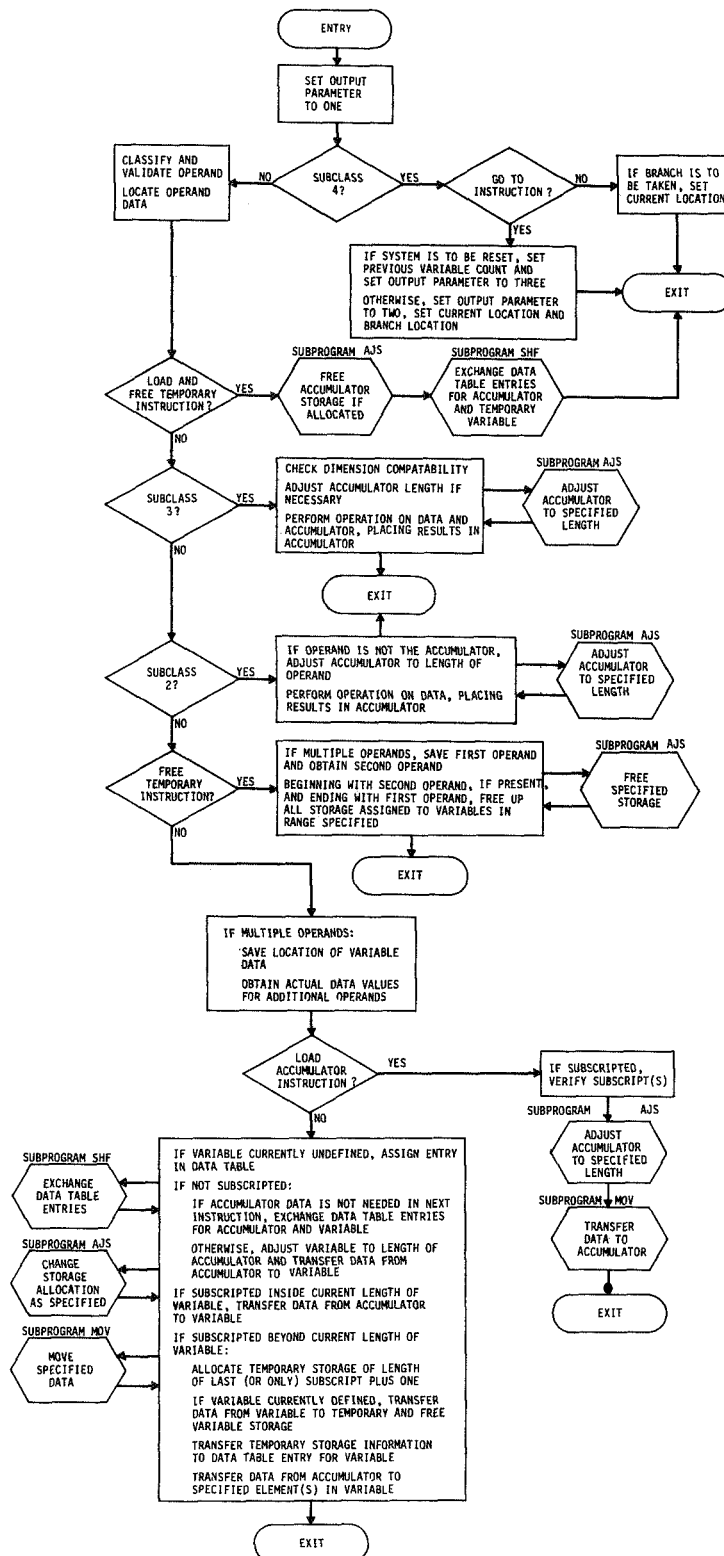 ENTRY
SET OUTPUT
PARAMETER
TO ONE
CLASSIFY AND
VALIDATE OPERAND
LOCATE OPERAND
DATA
NO
SUBCLASS
4?
YES
GO TO
INSTRUCTION?
NO
YES
IF BRANCH IS TO
BE TAKEN, SET
CURRENT LOCATION
IF SYSTEM IS TO BE RESET, SET
PREVIOUS VARIABLE COUNT AND
SET OUTPUT PARAMETER TO THREE
OTHERWISE, SET OUTPUT PARAMETER
TO TWO, SET CURRENT LOCATION AND
BRANCH LOCATION
EXIT
LOAD AND
FREE TEMPORARY
INSTRUCTION?
YES
NO
SUBPROGRAM AJS
FREE
ACCUMULATOR
STORAGE IF
ALLOCATED
SUBPROGRAM SHF
EXCHANGE DATA
TABLE ENTRIES
FOR ACCUMULATOR
AND TEMPORARY
VARIABLE
SUBCLASS
3?
YES
NO
CHECK DIMENSION COMPATABILITY
ADJUST ACCUMULATOR LENGTH IF
NECESSARY
PERFORM OPERATION ON DATA AND
ACCUMULATOR, PLACING RESULTS IN
ACCUMULATOR
SUBPROGRAM AJS
ADJUST
ACCUMULATOR
TO SPECIFIED
LENGTH
EXIT
SUBCLASS
2?
YES
NO
IF OPERAND IS NOT THE ACCUMULATOR,
ADJUST ACCUMULATOR TO LENGTH OF
OPERAND
PERFORM OPERATION ON DATA, PLACING
RESULTS IN ACCUMULATOR
SUBPROGRAM AJS
ADJUST
ACCUMULATOR
TO SPECIFIED
LENGTH
FREE
TEMPORARY
INSTRUCTION?
YES
NO
IF MULTIPLE OPERANDS, SAVE FIRST OPERAND
AND OBTAIN SECOND OPERAND
BEGINNING WITH SECOND OPERAND, IF PRESENT,
AND ENDING WITH FIRST OPERAND, FREE UP
ALL STORAGE ASSIGNED TO VARIABLES IN
RANGE SPECIFIED
SUBPROGRAM AJS
FREE
SPECIFIED
STORAGE
EXIT
IF MULTIPLE OPERANDS:
SAVE LOCATION OF VARIABLE
DATA
OBTAIN ACTUAL DATA VALUES
FOR ADDITIONAL OPERANDS
LOAD
ACCUMULATOR
INSTRUCTION?
YES
NO
IF SUBSCRIPTED,
VERIFY SUBSCRIPT(S)
SUBPROGRAM AJS
ADJUST
ACCUMULATOR
TO SPECIFIED
LENGTH
SUBPROGRAM MOV
TRANSFER
DATA TO
ACCUMULATOR
EXIT
SUBPROGRAM SHF
EXCHANGE
DATA TABLE
ENTRIES
SUBPROGRAM AJS
CHANGE
STORAGE
ALLOCATION
AS SPECIFIED
SUBPROGRAM MOV
MOVE
SPECIFIED
DATA
IF VARIABLE CURRENTLY UNDEFINED, ASSIGN ENTRY
IN DATA TABLE
IF NOT SUBSCRIPTED:
IF ACCUMULATOR DATA IS NOT NEEDED IN NEXT
INSTRUCTION, EXCHANGE DATA TABLE ENTRIES
FOR ACCUMULATOR AND VARIABLE
OTHERWISE, ADJUST VARIABLE TO LENGTH OF
ACCUMULATOR AND TRANSFER DATA FROM
ACCUMULATOR TO VARIABLE
IF SUBSCRIPTED INSIDE CURRENT LENGTH OF
VARIABLE, TRANSFER DATA FROM ACCUMULATOR
TO VARIABLE
IF SUBSCRIPTED BEYOND CURRENT LENGTH OF
VARIABLE:
ALLOCATE TEMPORARY STORAGE OF LENGTH
OF LAST (OR ONLY) SUBSCRIPT PLUS ONE
IF VARIABLE CURRENTLY DEFINED, TRANSFER
DATA FROM VARIABLE TO TEMPORARY AND FREE
VARIABLE STORAGE
TRANSFER TEMPORARY STORAGE INFORMATION
TO DATA TABLE ENTRY FOR VARIABLE
TRANSFER DATA FROM ACCUMULATOR TO
SPECIFIED ELEMENT(S) IN VARIABLE
EXIT